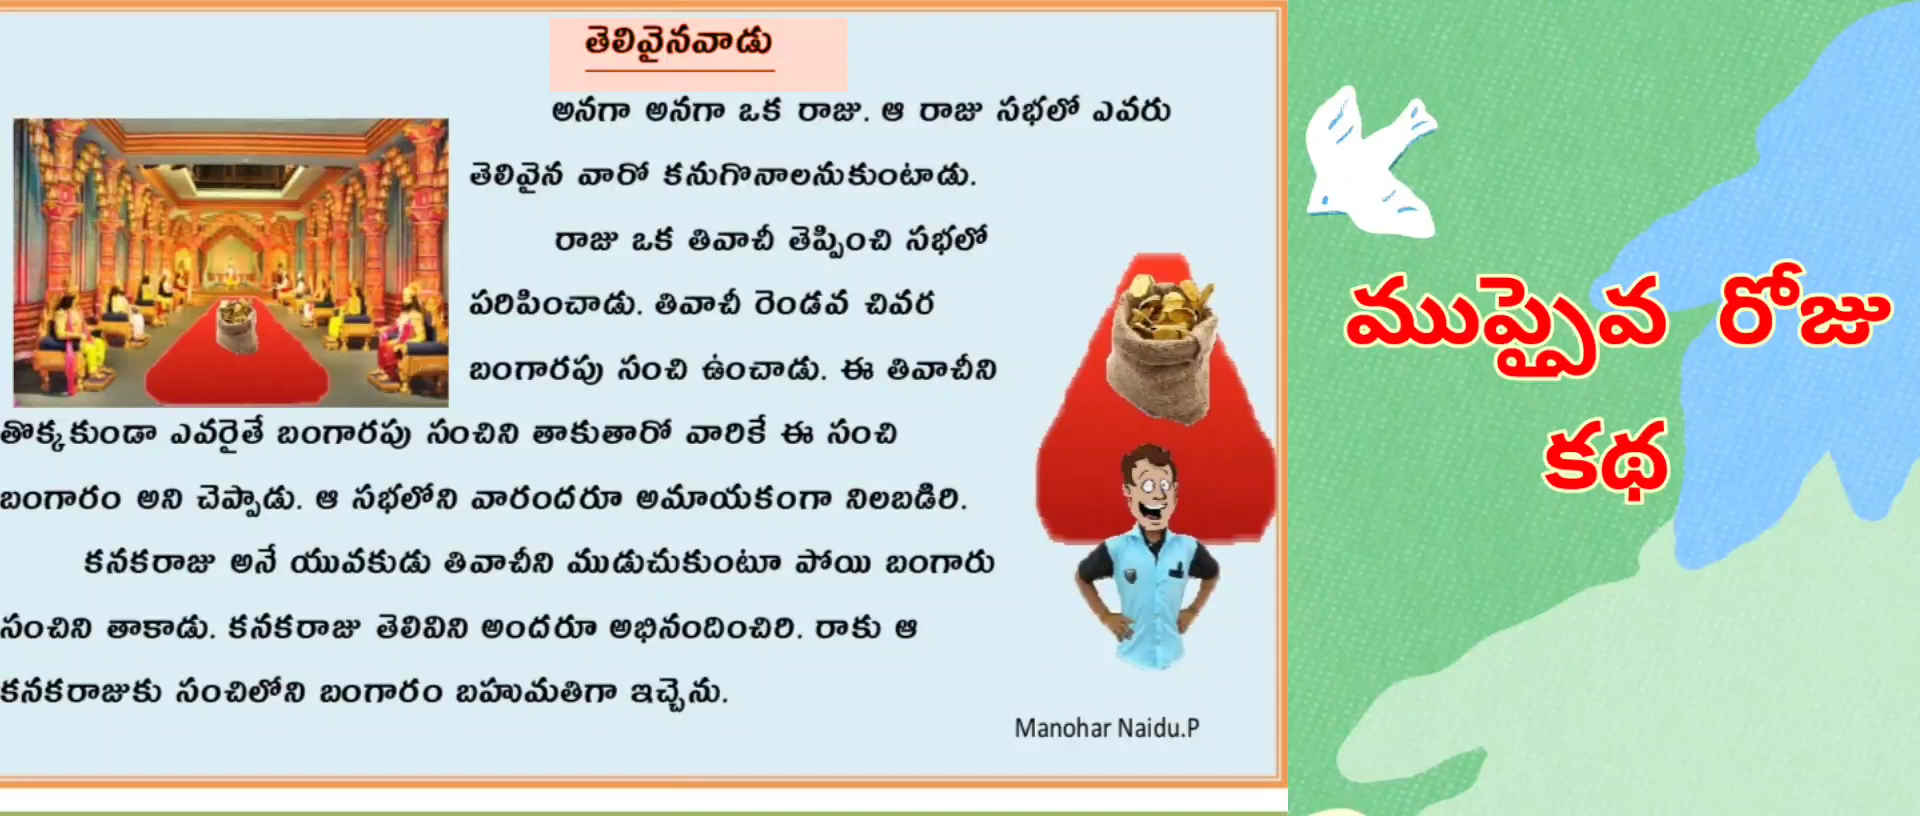 తెలివైనవాడు
అనగా అనగా ఒక రాజు. ఆ రాజు సభలో ఎవరు
తెలివైన వారో కనుగొనాలనుకుంటాడు.
రాజు ఒక తివాచీ తెప్పించి సభలో
పరిపించాడు. తివాచీ రెండవ చివర
బంగారపు సంచి ఉంచాడు. ఈ తివాచీని
తొక్కకుండా ఎవరైతే బంగారపు సంచిని తాకుతారో వారికే ఈ సంచి
బంగారం అని చెప్పాడు. ఆ సభలోని వారందరూ అమాయకంగా నిలబడిరి.
కనకరాజు అనే యువకుడు తివాచీని ముడుచుకుంటూ పోయి బంగారు
సంచిని తాకాడు. కనకరాజు తెలివిని అందరూ అభినందించిరి. రాకు ఆ
కనకరాజుకు సంచిలోని బంగారం బహుమతిగా ఇచ్చెను.
Manohar Naidu.P
ముప్పైవ రోజు
కథ